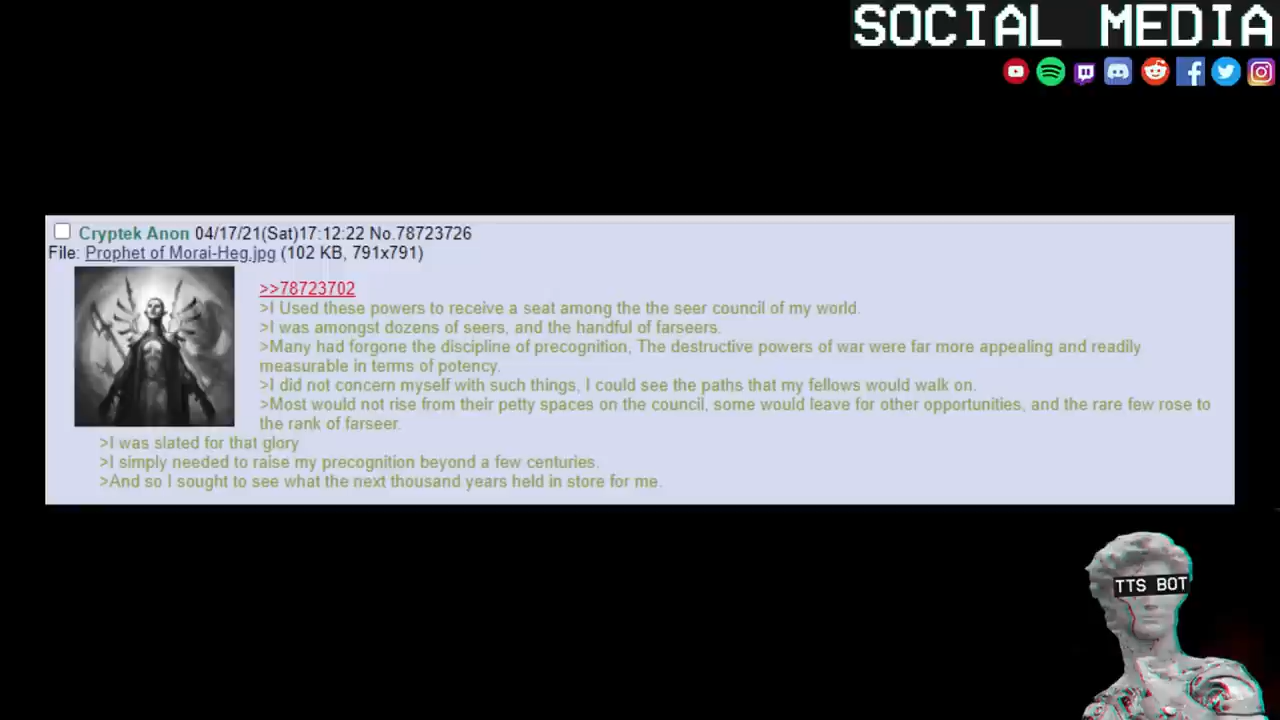 SOCIAL MEDIA
Cryptek Anon 04/17/21(Sat)17:12:22 No.78723726
File: Prophet of Morai-Heg.jpg (102 KB, 791x791)
>>78723702
>I Used these powers to receive a seat among the the seer council of my world.
>I was amongst dozens of seers, and the handful of farseers.
>Many had forgone the discipline of precognition, The destructive powers of war were far more appealing and readily
measurable in terms of potency.
>I did not concern myself with such things, I could see the paths that my fellows would walk on.
>Most would not rise from their petty spaces on the council, some would leave for other opportunities, and the rare few rose to
the rank of farseer.
>I was slated for that glory
>I simply needed to raise my precognition beyond a few centuries.
>And so I sought to see what the next thousand years held in store for me.
TTS BOT